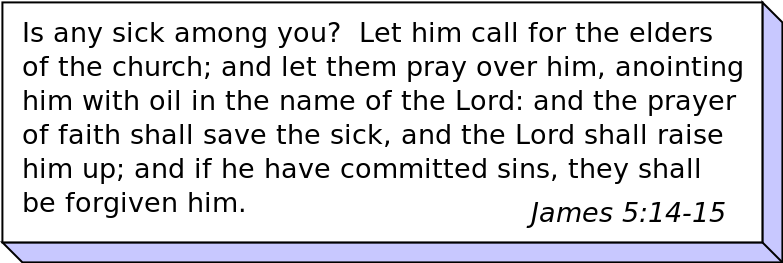 Is any sick among you?  Let him call for the elders
of the church; and let them pray over him, anointing
him with oil in the name of the Lord: and the prayer
of faith shall save the sick, and the Lord shall raise
him up; and if he have committed sins, they shall
be forgiven him.
James 5:14-15